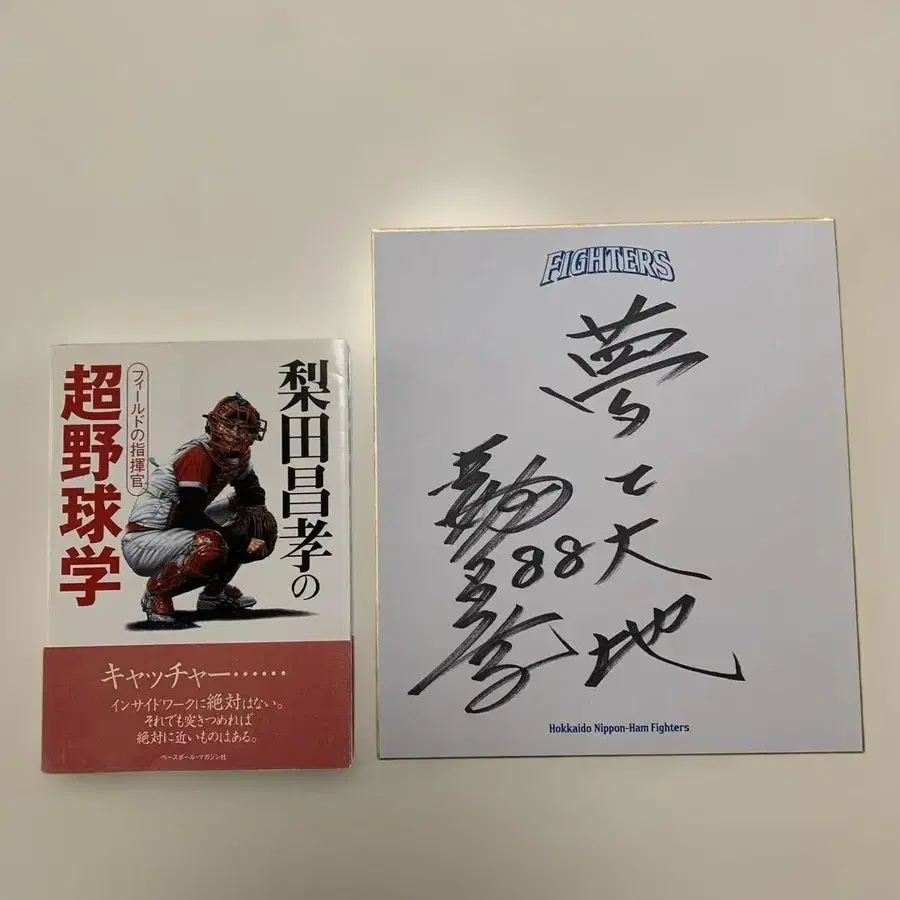 梨田昌孝の
フィールドの指揮官
超野球学
キャッチャー……
インサイドワークに絶対はない。
それでも突きつめれば
絶対に近いものはある。
ベースボール・マガジン社
FIGHTERS
夢
大地
88
Hokkaido Nippon-Ham Fighters